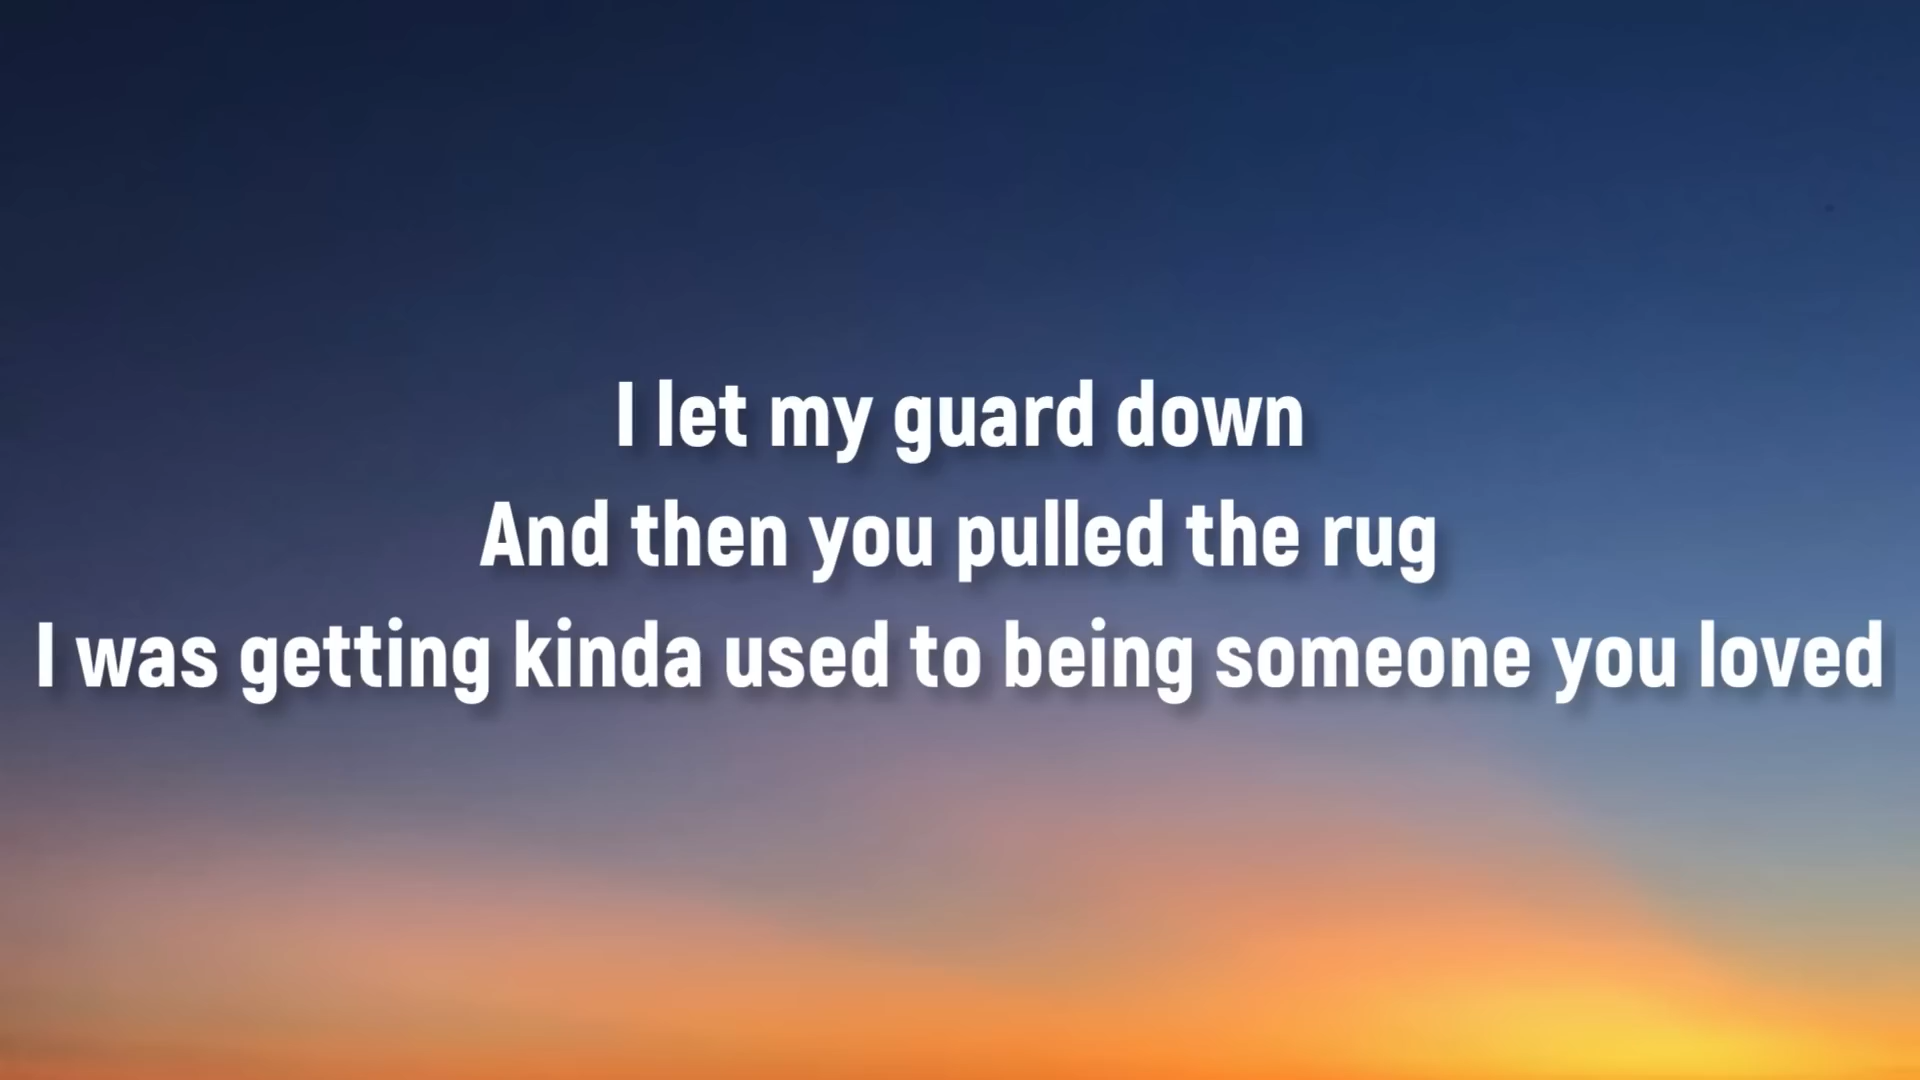 I let my guard down
And then you pulled the rug
I was getting kinda used to being someone you loved